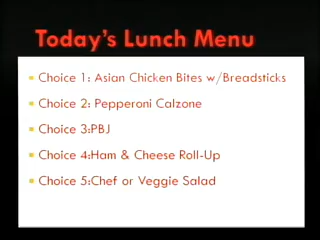 Today's Lunch Menu
Choice 1: Asian Chicken Bites w/Breadsticks
Choice 2: Pepperoni Calzone
Choice 3:PBJ
Choice 4:Ham & Cheese Roll-Up
Choice 5:Chef or Veggie Salad